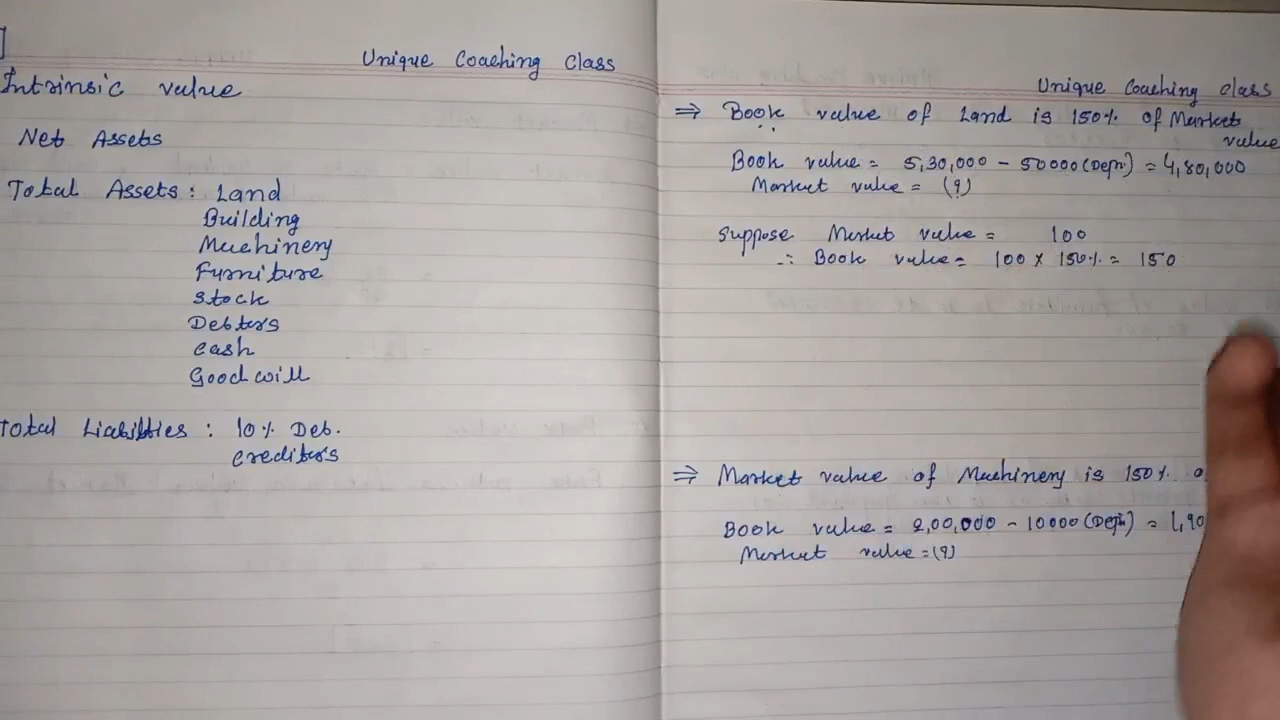 Unique Coaching Class
Intrinsic value
Net Assets
Total Assets : Land
Building
Machinery
Furniture
Stock
Debtors
Cash
Goodwill
Total Liabilities : 10% Deb.
creditors
Unique Coaching Class
⇒ Book value of Land is 150% of Market
value
Book value = 5,30,000 - 50000 (Depn.) = 4,80,000
Market value = (?)
Suppose Market value = 100
∴ Book value = 100 × 150% = 150
⇒ Market value of Machinery is 150%
Book value = 2,00,000 - 10000 (Depn.) = 1,90
Market value = (?)